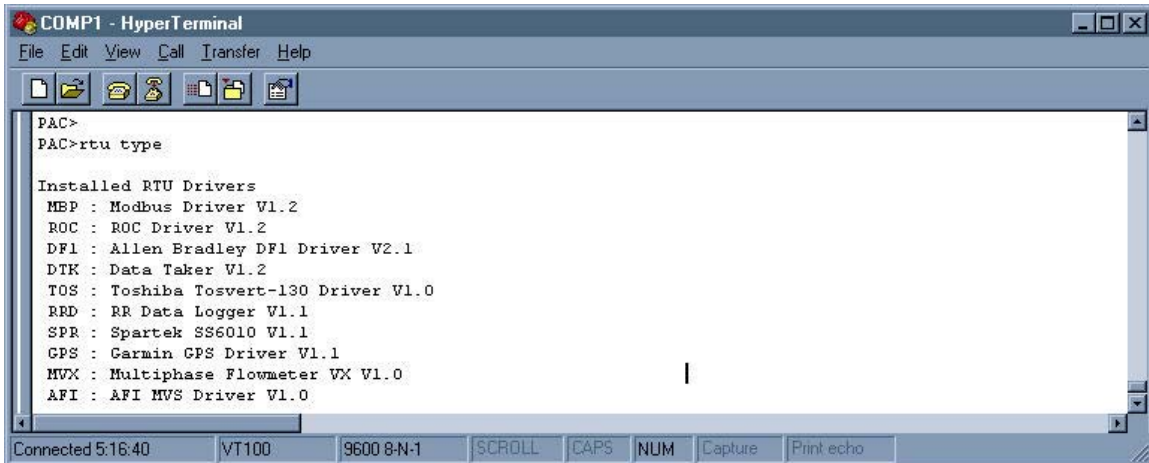 COMP1 - HyperTerminal
File Edit View Call Transfer Help
PAC>
PAC>rtu type
Installed RTU Drivers
MBP : Modbus Driver V1.2
ROC : ROC Driver V1.2
DF1 : Allen Bradley DF1 Driver V2.1
DTK : Data Taker V1.2
TOS : Toshiba Tosvert-130 Driver V1.0
RRD : RR Data Logger V1.1
SPR : Spartek SS6010 V1.1
GPS : Garmin GPS Driver V1.1
MVX : Multiphase Flowmeter VX V1.0
AFI : AFI MVS Driver V1.0
Connected 5:16:40 VT100 9600 8-N-1 SCROLL CAPS NUM Capture Print echo